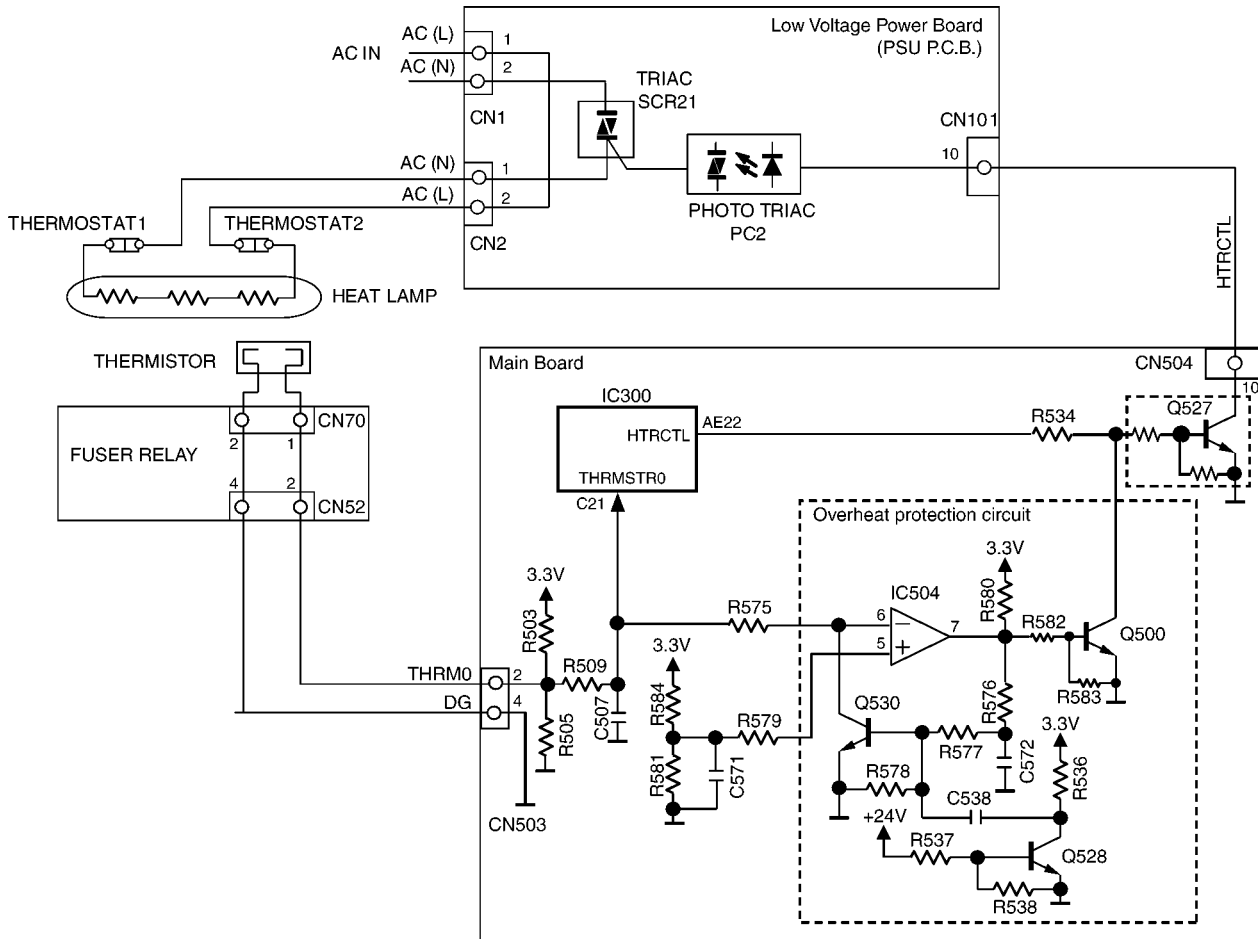 Low Voltage Power Board
(PSU P.C.B.)
AC IN
AC (L)
1
AC (N)
2
CN1
TRIAC
SCR21
CN101
10
AC (N)
1
AC (L)
2
CN2
PHOTO TRIAC
PC2
THERMOSTAT1
THERMOSTAT2
HEAT LAMP
HTRCTL
THERMISTOR
Main Board
CN504
10
IC300
HTRCTL
AE22
THRMSTR0
C21
R534
Q527
FUSER RELAY
CN70
2
1
4
2
CN52
Overheat protection circuit
3.3V
R503
R509
THRM0
2
DG
4
R505
C507
CN503
R575
3.3V
R584
R579
R581
C571
6
−
5
+
IC504
7
3.3V
R580
R582
Q500
R583
R576
Q530
R577
C572
R578
C538
3.3V
R536
+24V
R537
Q528
R538